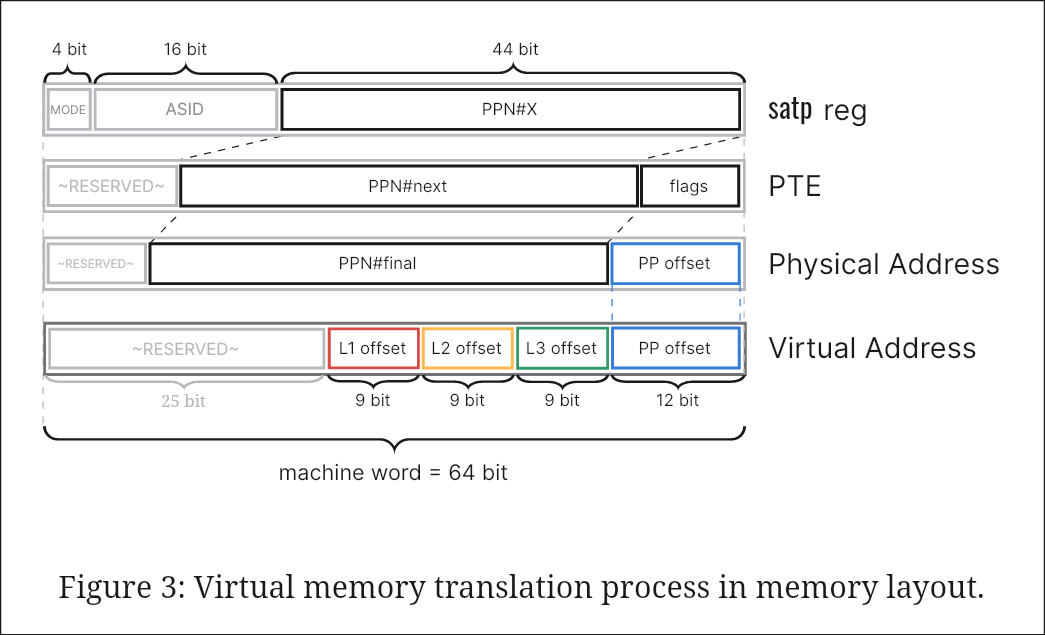 4 bit 16 bit 44 bit
MODE ASID PPN#X satp reg
~RESERVED~ PPN#next flags PTE
~RESERVED~ PPN#final PP offset Physical Address
~RESERVED~ L1 offset L2 offset L3 offset PP offset Virtual Address
25 bit 9 bit 9 bit 9 bit 12 bit
machine word = 64 bit
Figure 3: Virtual memory translation process in memory layout.